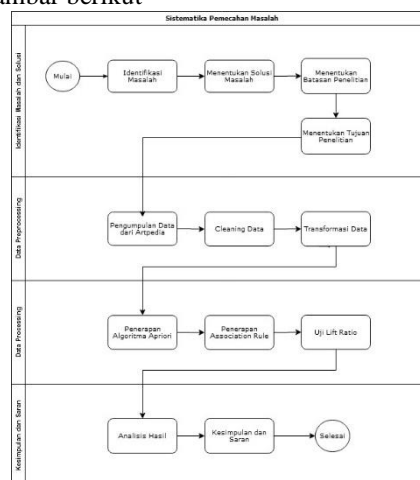 ambar berikut
Sistematika Pemecahan Masalah
Identifikasi Masalah dan Solusi
Mulai
Identifikasi
Masalah
Menentukan Solusi
Masalah
Menentukan
Batasan Penelitian
Menentukan Tujuan
Penelitian
Data Preprocessing
Pengumpulan Data
dari Artpedia
Cleaning Data
Transformasi Data
Data Processing
Penerapan
Algoritma Apriori
Penerapan
Association Rule
Uji Lift Ratio
Kesimpulan dan Saran
Analisis Hasil
Kesimpulan dan
Saran
Selesai